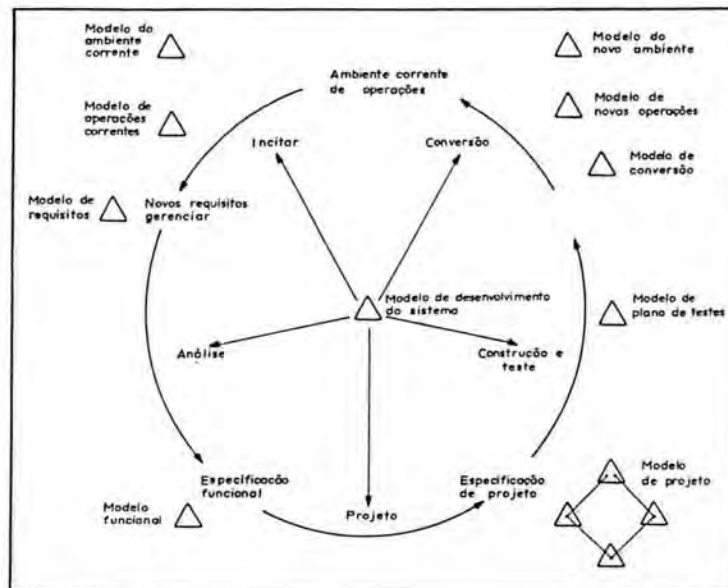 Modelo do
ambiente
corrente
Modelo do
novo ambiente
Ambiente corrente
de operações
Modelo de
operações
correntes
Modelo de
novas operações
Incitar
Conversão
Modelo de
conversão
Modelo de
requisitos
Novos requisitos
gerenciar
Modelo de desenvolvimento
do sistema
Modelo de
plano de testes
Análise
Construção e
teste
Especificação
funcional
Especificação
de projeto
Modelo
de projeto
Modelo
funcional
Projeto